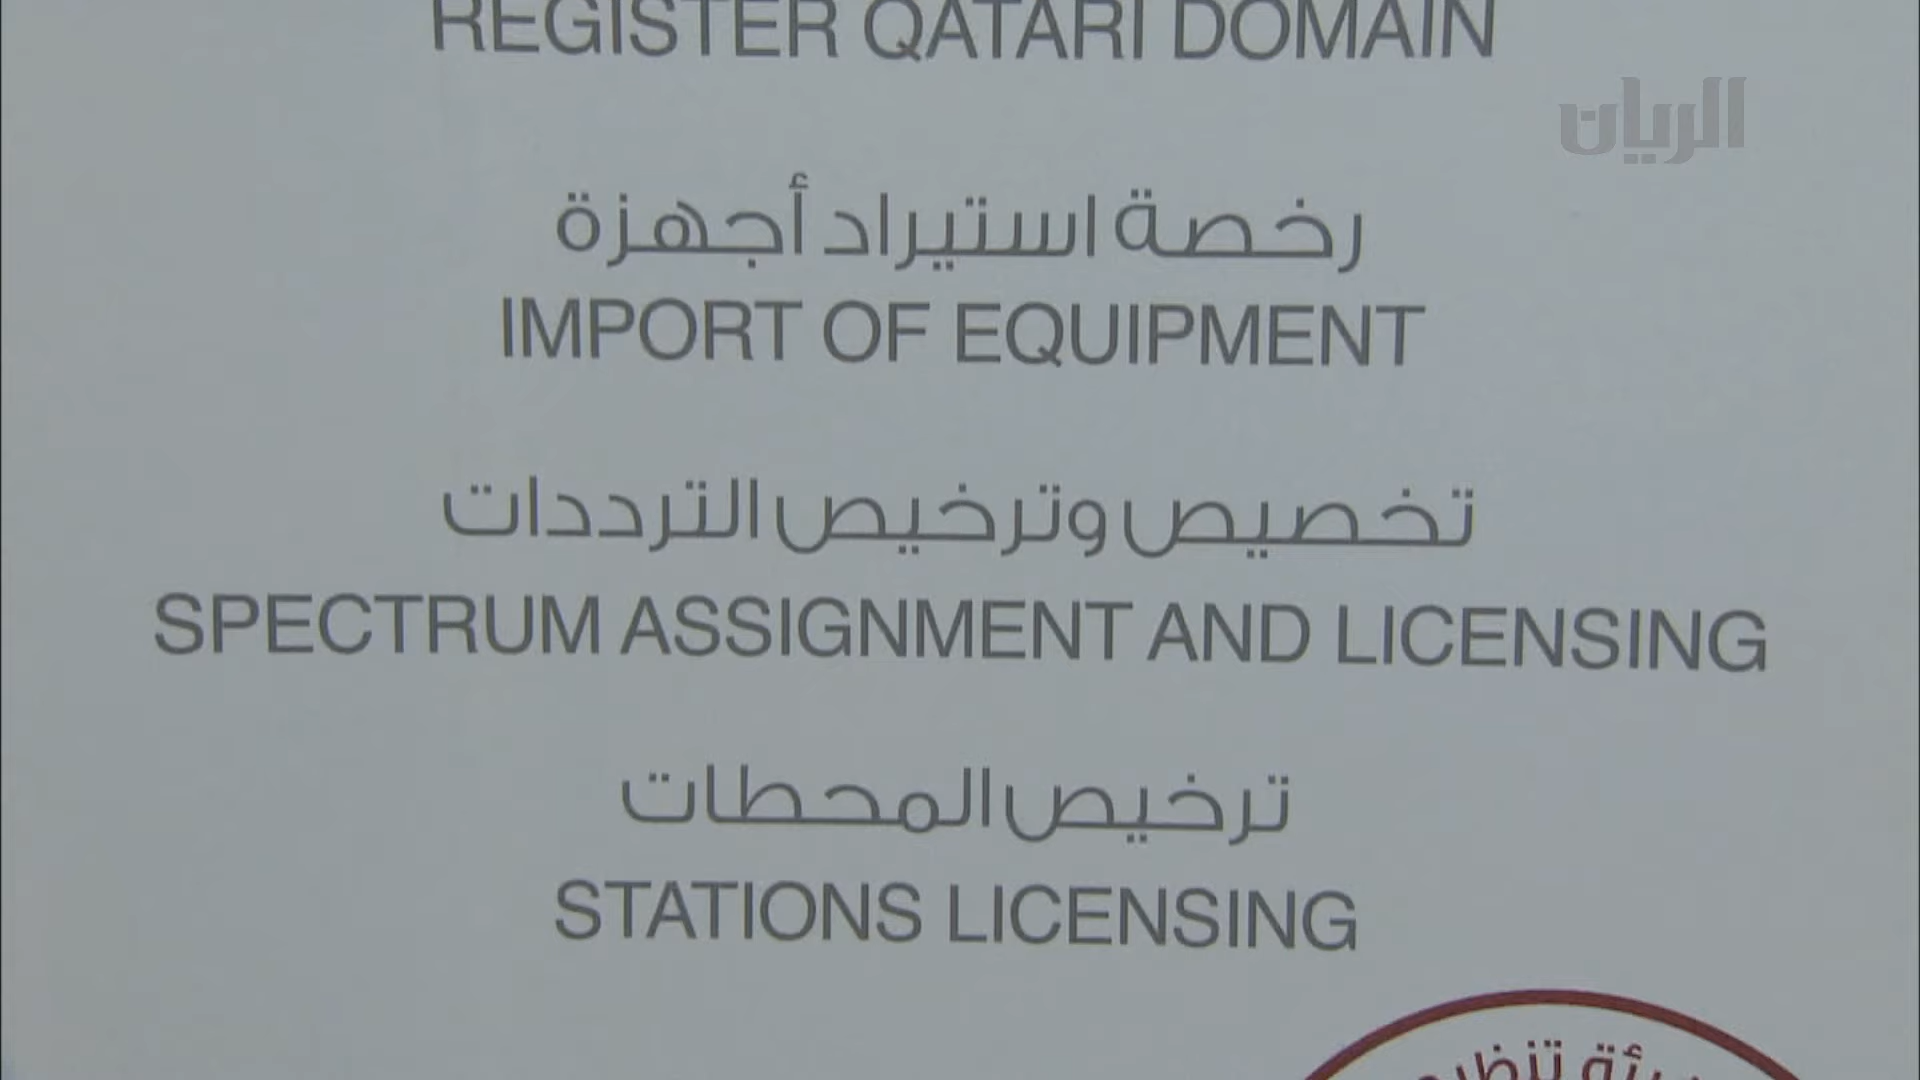 REGISTER QATARI DOMAIN
الريان
رخصة استيراد أجهزة
IMPORT OF EQUIPMENT
تخصيص وترخيص الترددات
SPECTRUM ASSIGNMENT AND LICENSING
ترخيص المحطات
STATIONS LICENSING